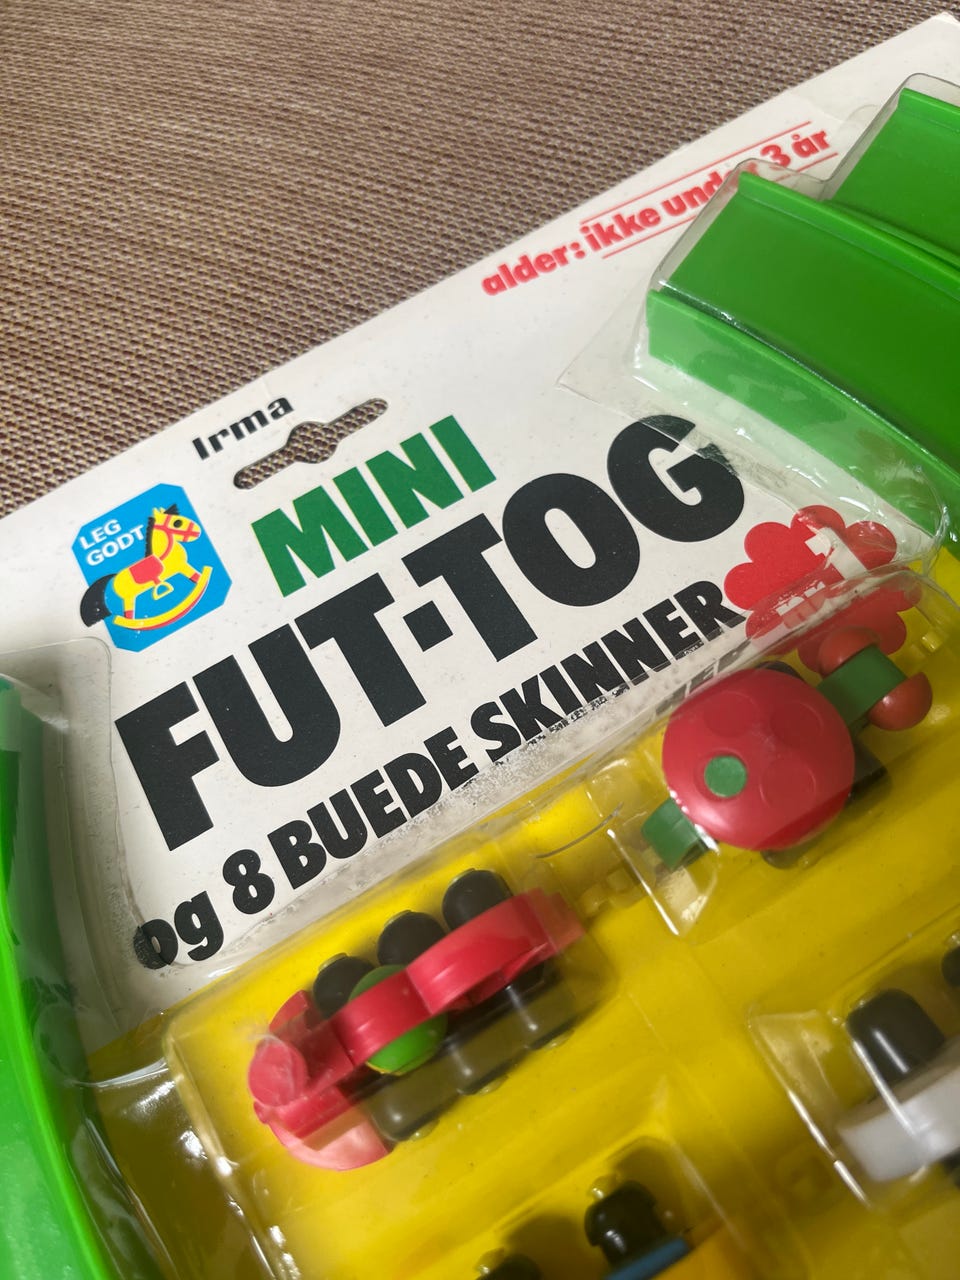 Irma
alder: ikke under 3 år
LEG
GODT
MINI
FUT-TOG
og 8 BUEDE SKINNER